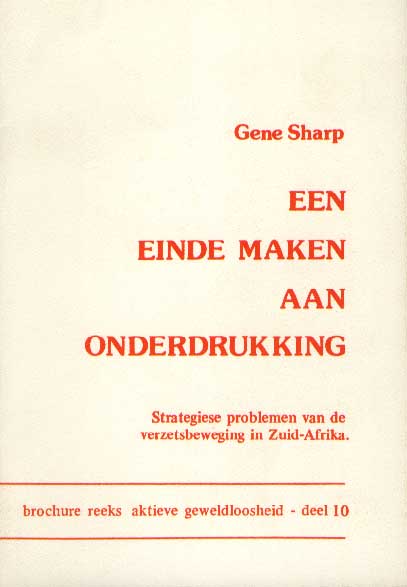 Gene Sharp
EEN
EINDE MAKEN
AAN
ONDERDRUKKING
Strategiese problemen van de
verzetsbeweging in Zuid-Afrika.
brochure reeks aktieve geweldloosheid - deel 10